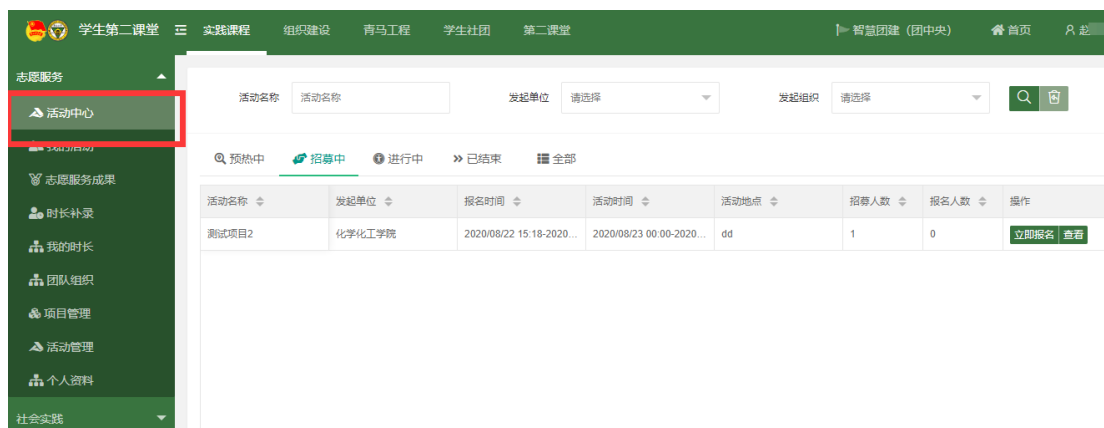 学生第二课堂 实践课程 组织建设 青马工程 学生社团 第二课堂 智慧团建（团中央） 首页 赵
志愿服务
活动中心
我的活动
志愿服务成果
时长补录
我的时长
团队组织
项目管理
活动管理
个人资料
社会实践
活动名称 活动名称 发起单位 请选择 发起组织 请选择
预热中 招募中 进行中 已结束 全部
活动名称 发起单位 报名时间 活动时间 活动地点 招募人数 报名人数 操作
测试项目2 化学化工学院 2020/08/22 15:18-2020... 2020/08/23 00:00-2020... dd 1 0 立即报名 查看